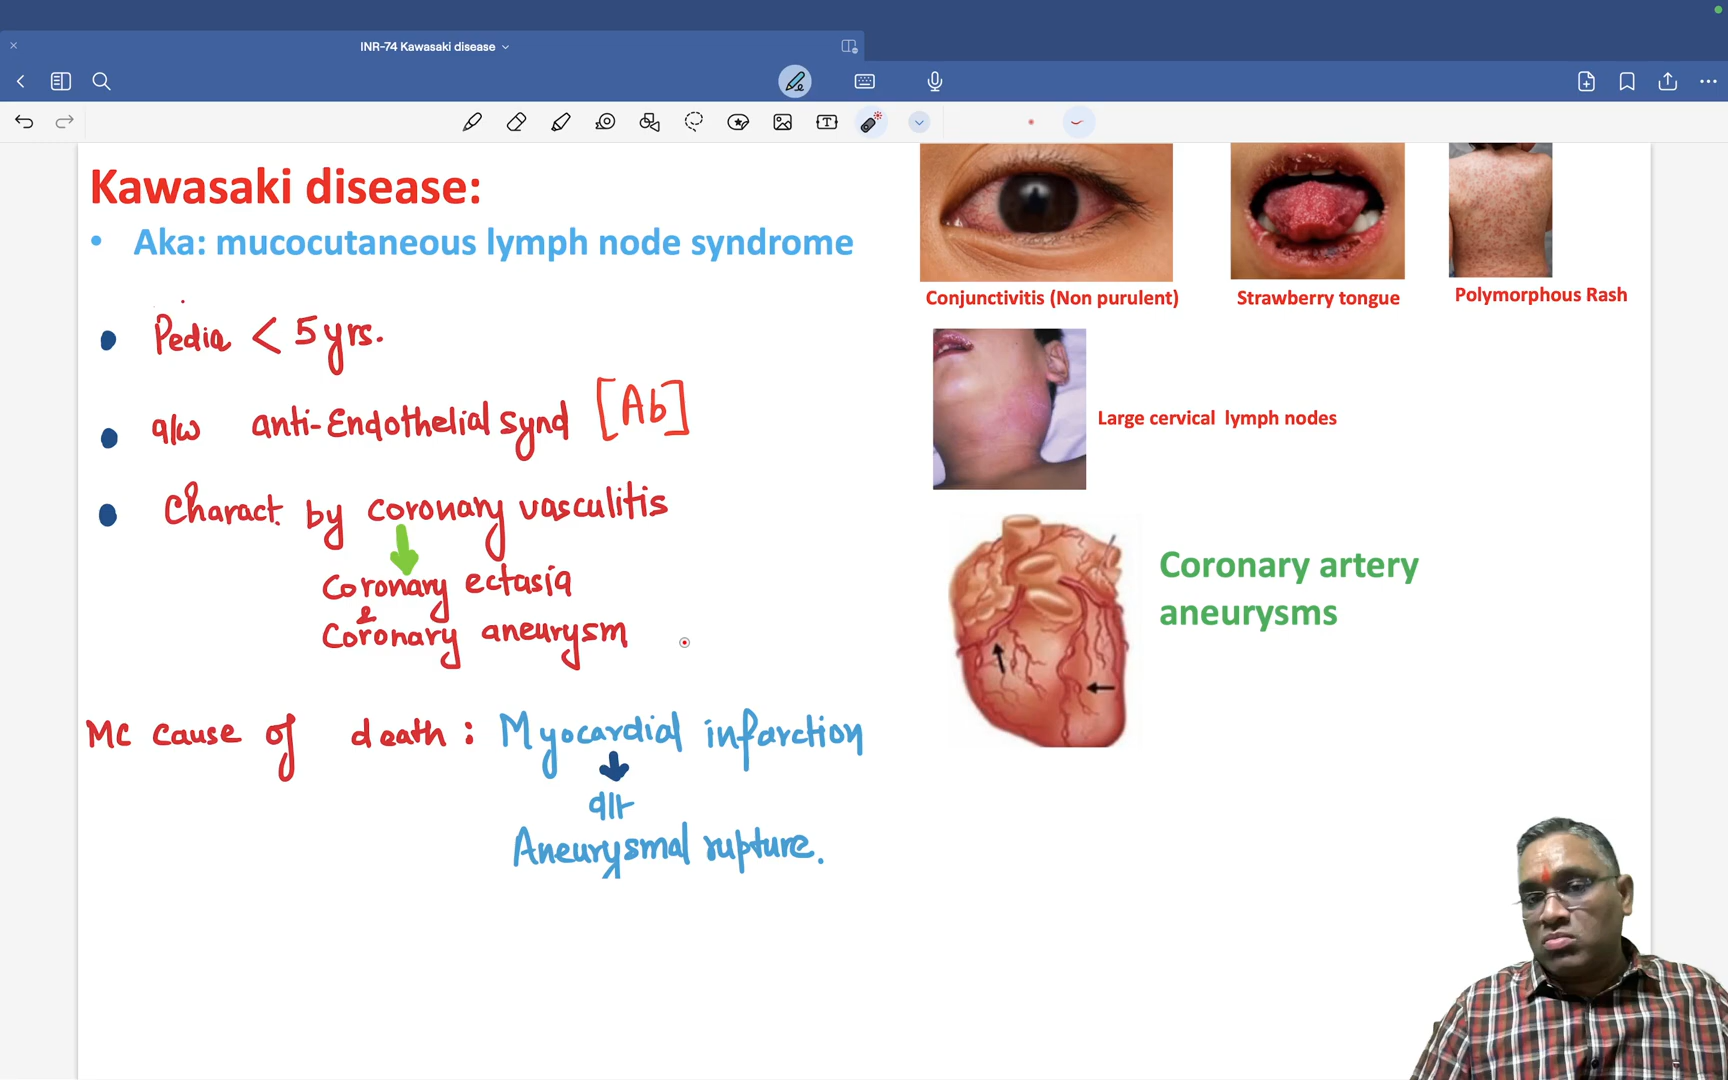 INR-74 Kawasaki disease
Kawasaki disease:
• Aka: mucocutaneous lymph node syndrome
Pedia < 5 yrs.
a/w anti-Endothelial synd [Ab]
Charact. by coronary vasculitis
Coronary ectasia
&
Coronary aneurysm
MC cause of death : Myocardial infarction
Aneurysmal rupture.
Conjunctivitis (Non purulent)
Strawberry tongue
Polymorphous Rash
Large cervical lymph nodes
Coronary artery
aneurysms